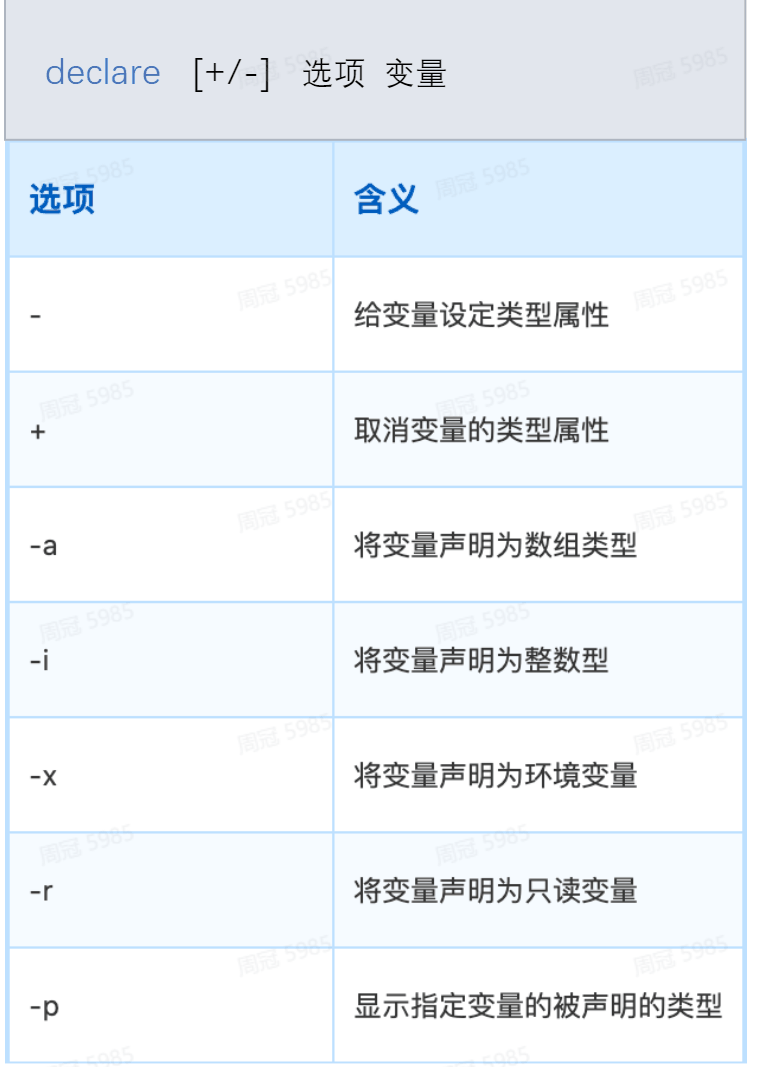 declare [+/-] 选项 变量
选项 含义
- 给变量设定类型属性
+ 取消变量的类型属性
-a 将变量声明为数组类型
-i 将变量声明为整数型
-x 将变量声明为环境变量
-r 将变量声明为只读变量
-p 显示指定变量的被声明的类型
周冠 5985